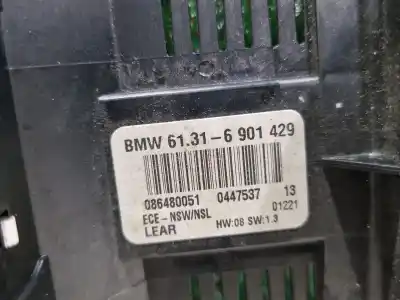 BMW 61.31-6 901 429
086480051 0447537 13
ECE-NSW/NSL 01221
LEAR HW:08 SW:1.3